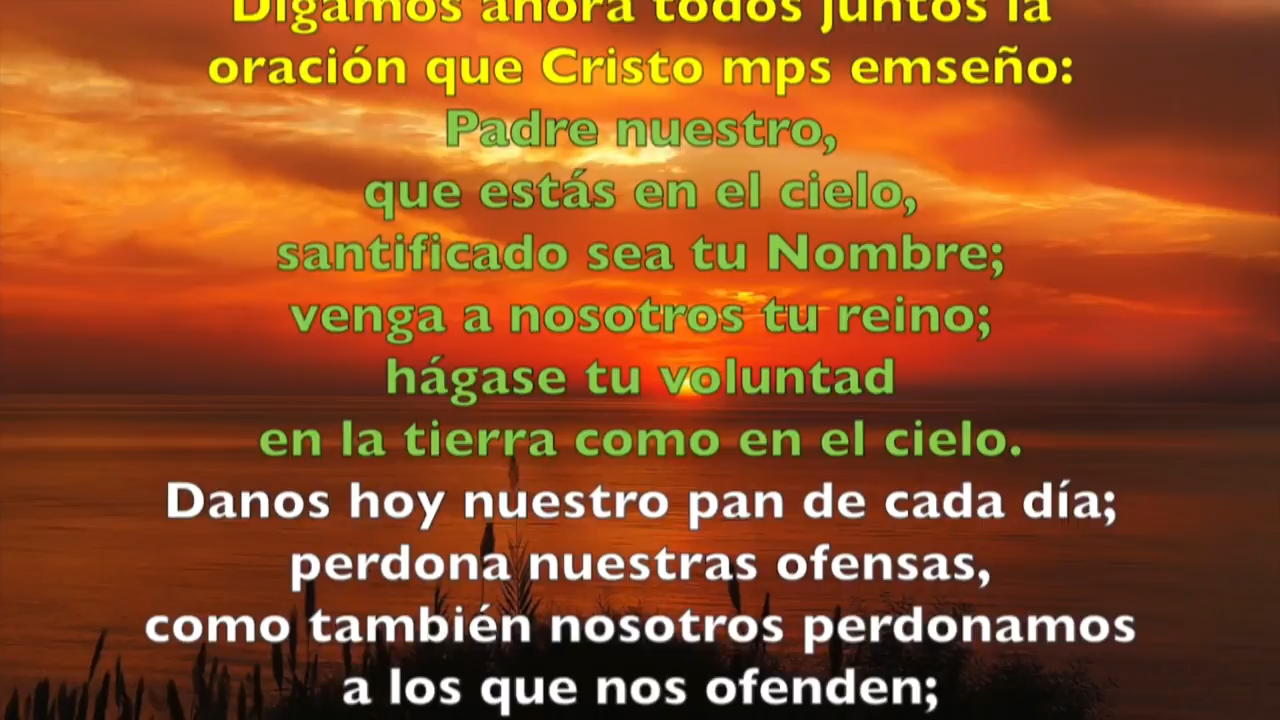 Digamos ahora todos juntos la
oración que Cristo mps emseño:
Padre nuestro,
que estás en el cielo,
santificado sea tu Nombre;
venga a nosotros tu reino;
hágase tu voluntad
en la tierra como en el cielo.
Danos hoy nuestro pan de cada día;
perdona nuestras ofensas,
como también nosotros perdonamos
a los que nos ofenden;